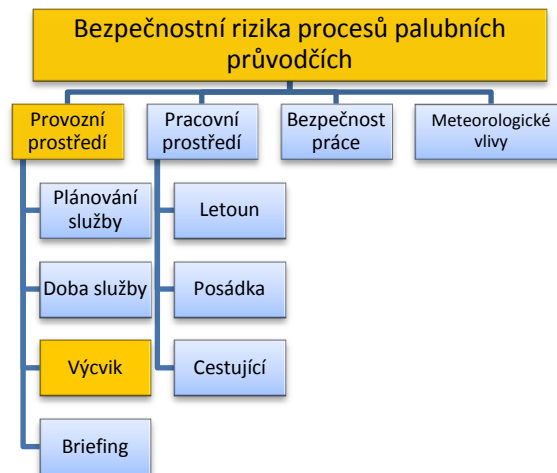 Bezpečnostní rizika procesů palubních
průvodčích
Provozní
prostředí
Pracovní
prostředí
Bezpečnost
práce
Meteorologické
vlivy
Plánování
služby
Doba služby
Výcvik
Briefing
Letoun
Posádka
Cestující